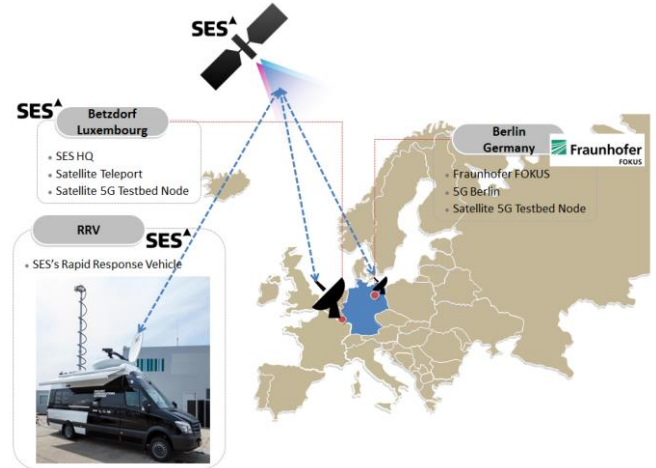 SES
SES
Betzdorf
Luxembourg
SES HQ
Satellite Teleport
Satellite 5G Testbed Node
Berlin
Germany
Fraunhofer
FOKUS
Fraunhofer FOKUS
5G Berlin
Satellite 5G Testbed Node
RRV
SES
SES's Rapid Response Vehicle